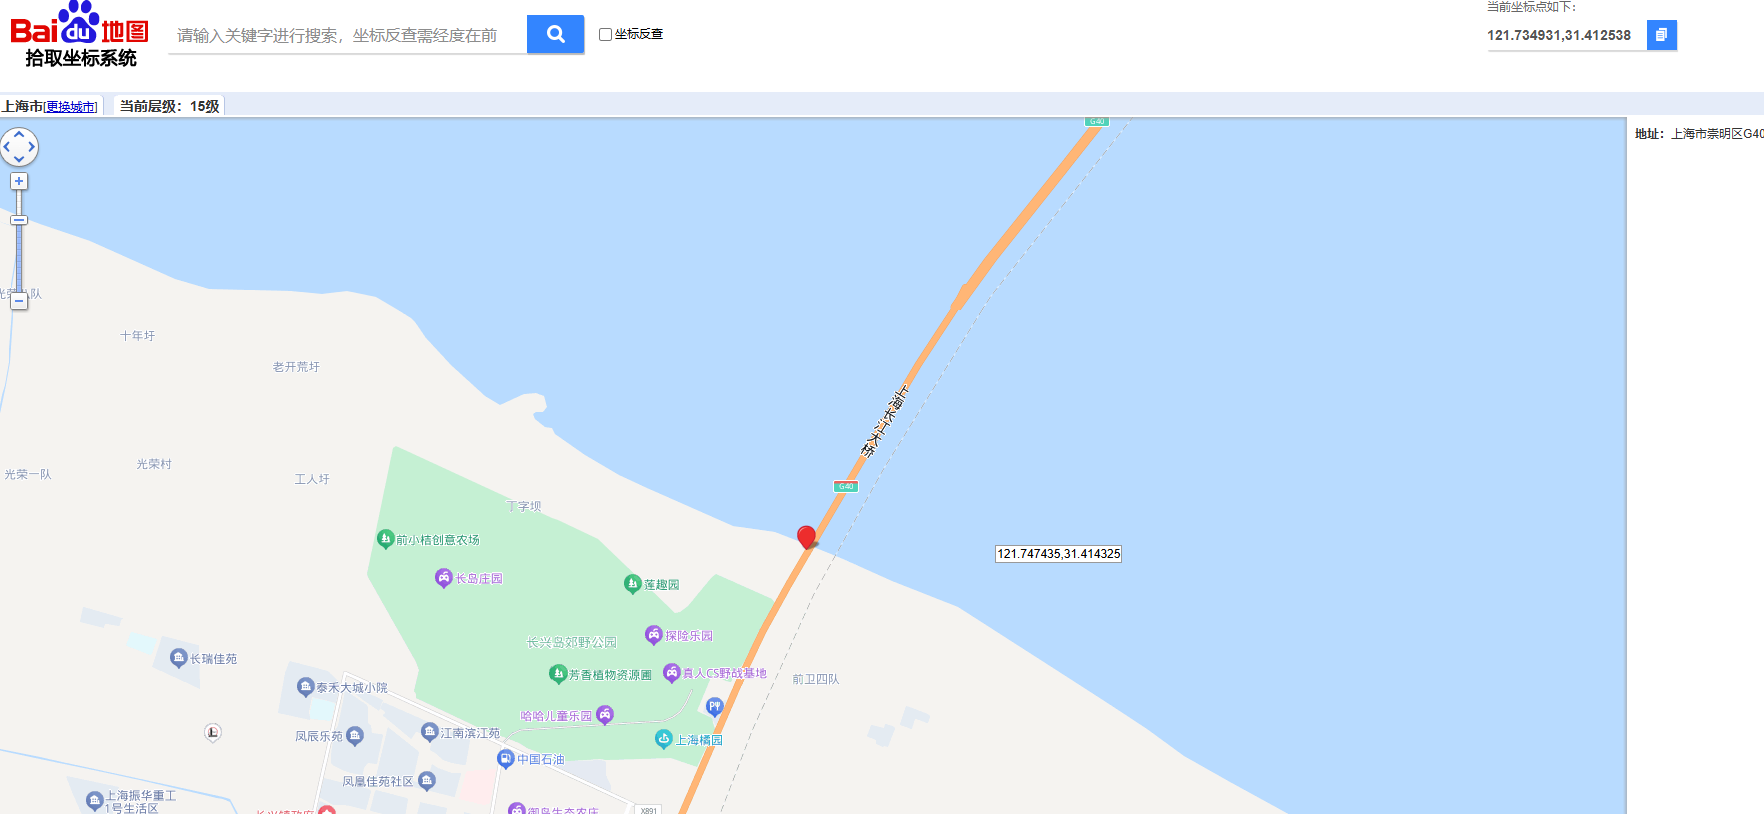 当前坐标点如下：
Bai du 地图
拾取坐标系统
请输入关键字进行搜索，坐标反查需经度在前
坐标反查
121.734931,31.412538
上海市[更换城市]
当前层级：15级
G40
地址：上海市崇明区G40
十年圩
老开荒圩
上海长江大桥
光荣村
光荣一队
工人圩
G40
丁字坝
前小桔创意农场
121.747435,31.414325
长岛庄园
莲趣园
探险乐园
长兴岛郊野公园
长瑞佳苑
芳香植物资源圃
真人CS野战基地
前卫四队
泰禾大城小院
哈哈儿童乐园
凤辰乐苑
江南滨江苑
上海橘园
中国石油
凤凰佳苑社区
上海振华重工
1号生活区
X891